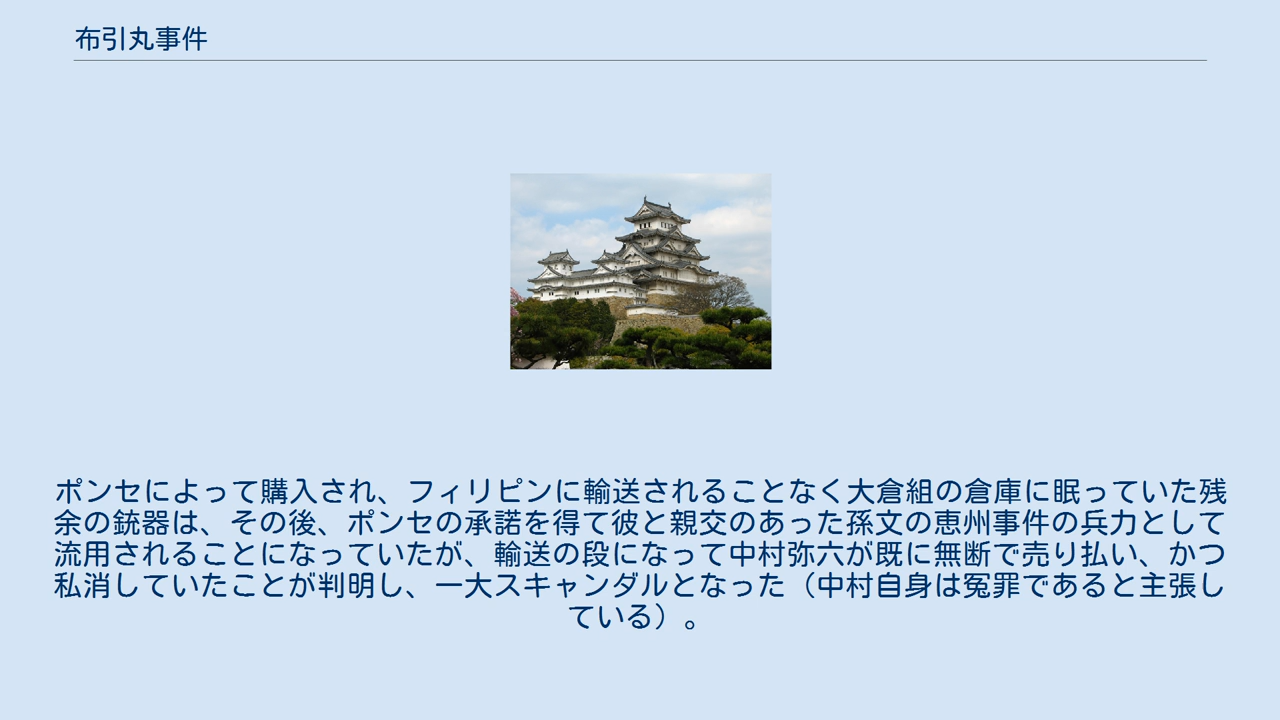 布引丸事件
ポンセによって購入され、フィリピンに輸送されることなく大倉組の倉庫に眠っていた残
余の銃器は、その後、ポンセの承諾を得て彼と親交のあった孫文の恵州事件の兵力として
流用されることになっていたが、輸送の段になって中村弥六が既に無断で売り払い、かつ
私消していたことが判明し、一大スキャンダルとなった（中村自身は冤罪であると主張し
ている）。